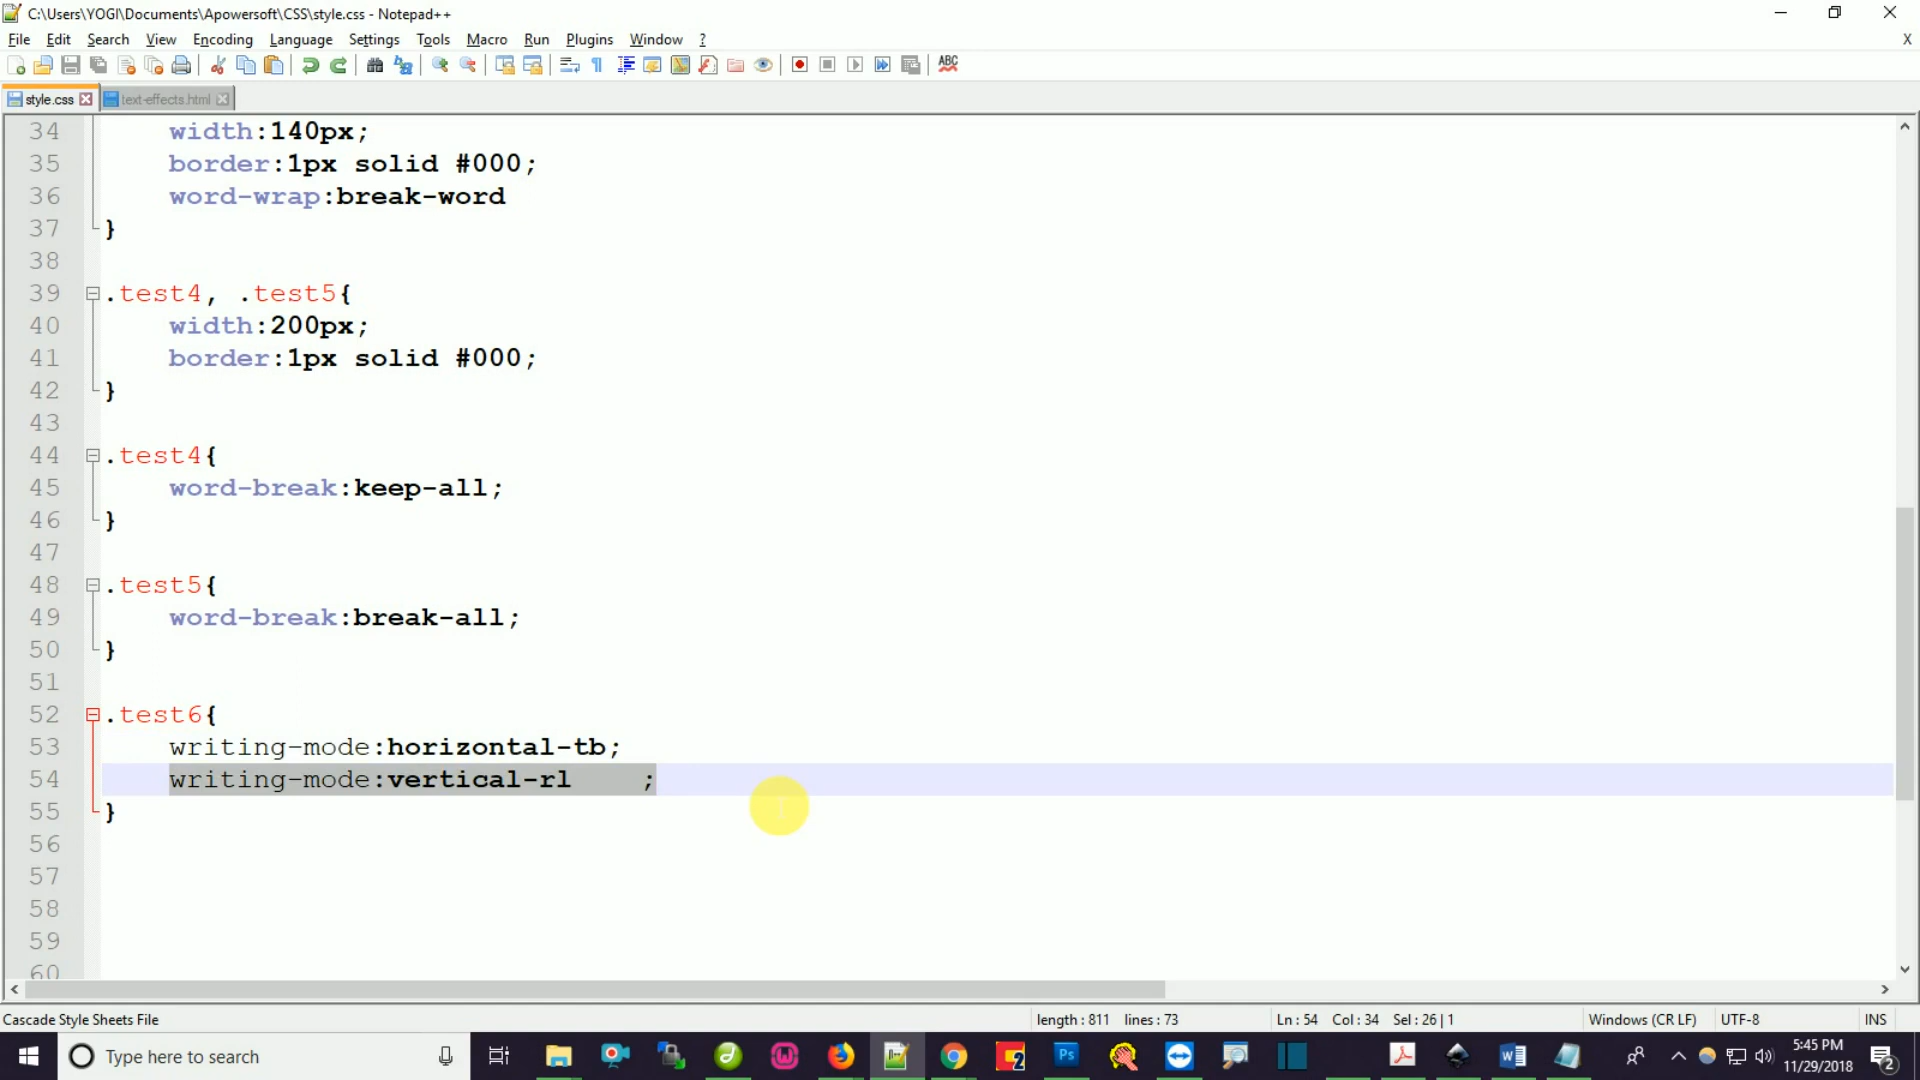 C:\Users\YOGI\Documents\Apowersoft\CSS\style.css - Notepad++
File Edit Search View Encoding Language Settings Tools Macro Run Plugins Window ? X
ABC
style.css text-effects.html
34 width:140px;
35 border:1px solid #000;
36 word-wrap:break-word
37 }
38
39 .test4, .test5{
40 width:200px;
41 border:1px solid #000;
42 }
43
44 .test4{
45 word-break:keep-all;
46 }
47
48 .test5{
49 word-break:break-all;
50 }
51
52 .test6{
53 writing-mode:horizontal-tb;
54 writing-mode:vertical-rl ;
55 }
56
57
58
59
60
Cascade Style Sheets File length : 811 lines : 73 Ln : 54 Col : 34 Sel : 26 | 1 Windows (CR LF) UTF-8 INS
Type here to search
Ps
2
W
5:45 PM
11/29/2018
2